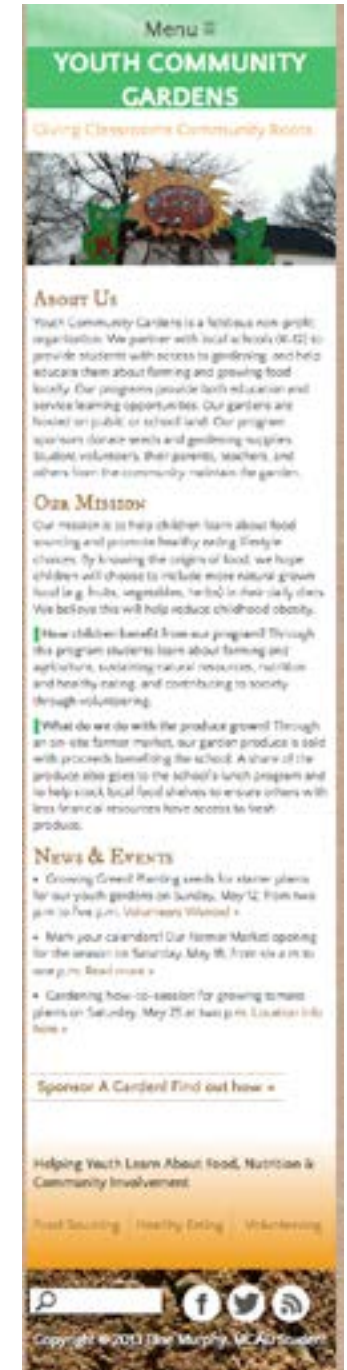 Menu ≡
YOUTH COMMUNITY
GARDENS
Giving Classrooms Community Roots
About Us
Youth Community Gardens is a fictitious non-profit
organization. We partner with local schools (K-12) to
provide students with access to gardening, and help
educate them about farming and growing food
locally. Our programs provide both education and
service learning opportunities. Our gardens are
hosted on public or school land. Our program
sponsors donate seeds and gardening supplies.
Student volunteers, their parents, teachers, and
others from the community maintain the garden.
Our Mission
Our mission is to help children learn about food
sourcing and promote healthy eating lifestyle
choices. By knowing the origins of food, we hope
children will choose to include more natural grown
food (e.g. fruits, vegetables, herbs) in their daily diets.
We believe this will help reduce childhood obesity.
How children benefit from our program? Through
this program students learn about farming and
agriculture, sustaining natural resources, nutrition
and healthy eating, and contributing to society
through volunteering.
What do we do with the produce grown? Through
an on-site farmer market, our garden produce is sold
with proceeds benefiting the school. A share of the
produce also goes to the school's lunch program and
to help stock local food shelves to ensure others with
less financial resources have access to fresh
produce.
News & Events
• Growing Green! Planting seeds for starter plants
for our youth gardens on Sunday, May 12, from two
p.m. to five p.m. Volunteers Wanted »
• Mark your calendars! Our Farmer Market opening
for the season on Saturday, May 18, from six a.m. to
one p.m. Read more »
• Gardening how-to-session for growing tomato
plants on Saturday, May 25 at two p.m. Location info
here »
Sponsor A Garden! Find out how »
Helping Youth Learn About Food, Nutrition &
Community Involvement
Food Sourcing | Healthy Eating | Volunteering
Copyright © 2013 Murphy, MCAD Student